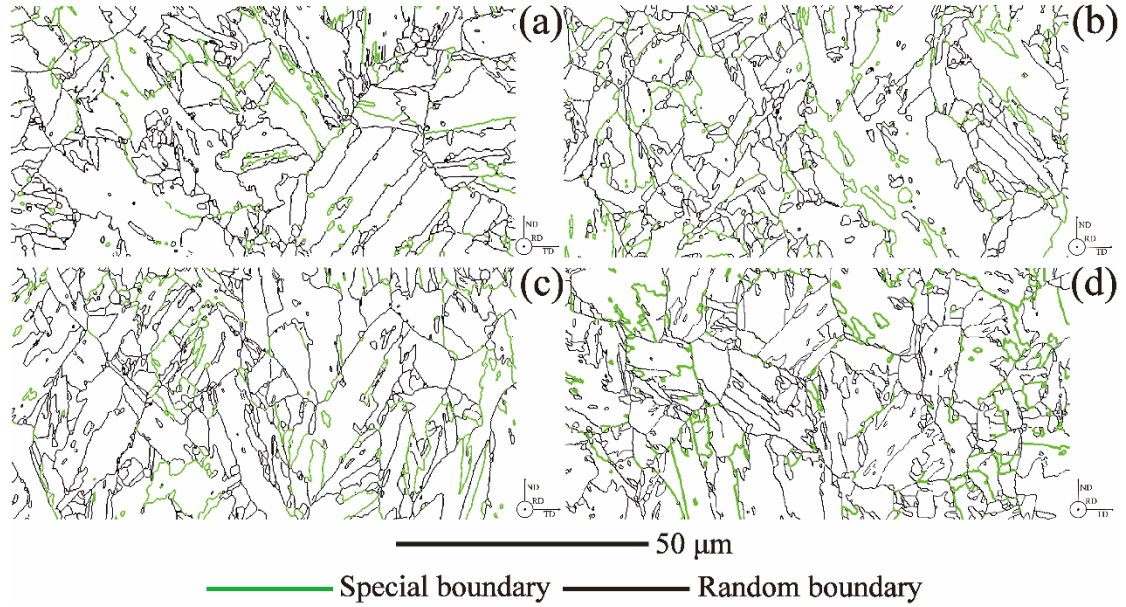 (a)
(b)
ND
RD
TD
ND
RD
TD
(c)
(d)
ND
RD
TD
ND
RD
TD
50 μm
Special boundary Random boundary